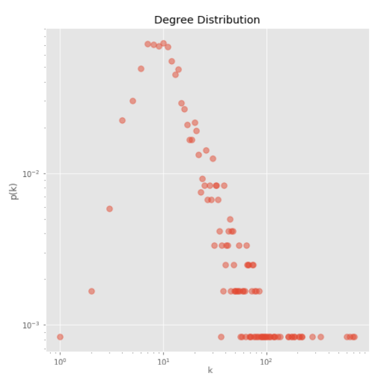 Degree Distribution
p(k)
10⁻²
10⁻³
10⁰
10¹
10²
k